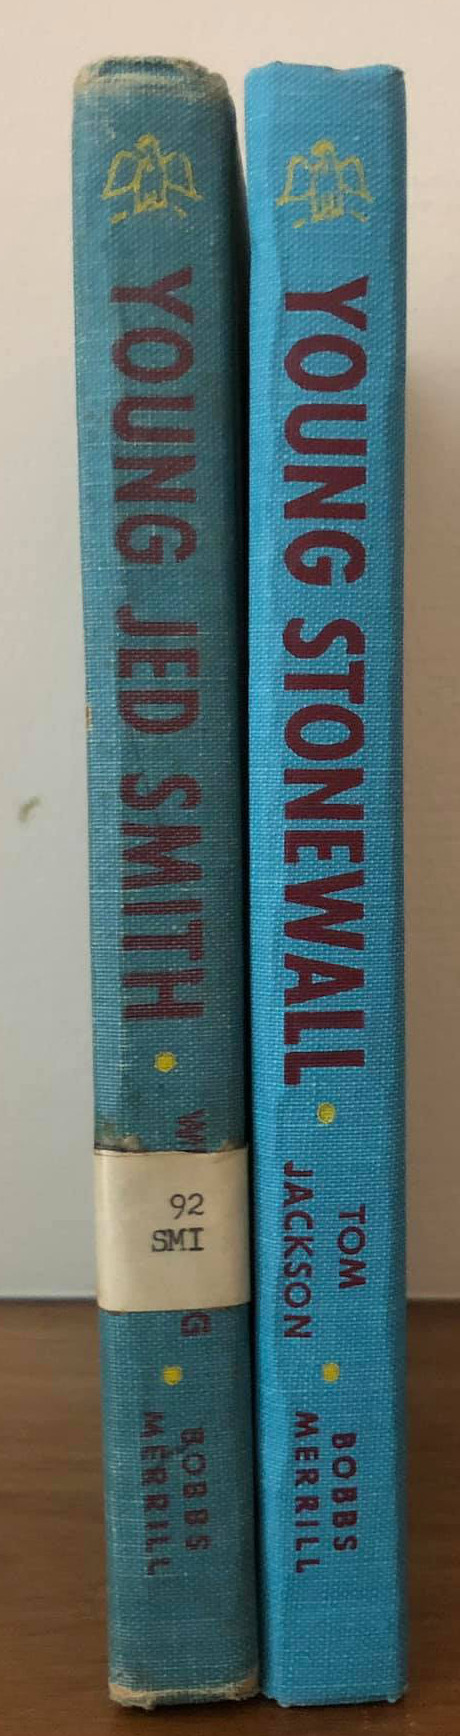 YOUNG JED SMITH
92
SMI
BOBBS
MERRILL
YOUNG STONEWALL
TOM
JACKSON
BOBBS
MERRILL